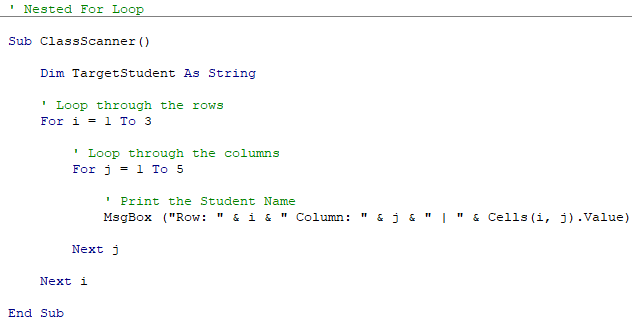 ' Nested For Loop
Sub ClassScanner()
Dim TargetStudent As String
' Loop through the rows
For i = 1 To 3
' Loop through the columns
For j = 1 To 5
' Print the Student Name
MsgBox ("Row: " & i & " Column: " & j & " | " & Cells(i, j).Value)
Next j
Next i
End Sub